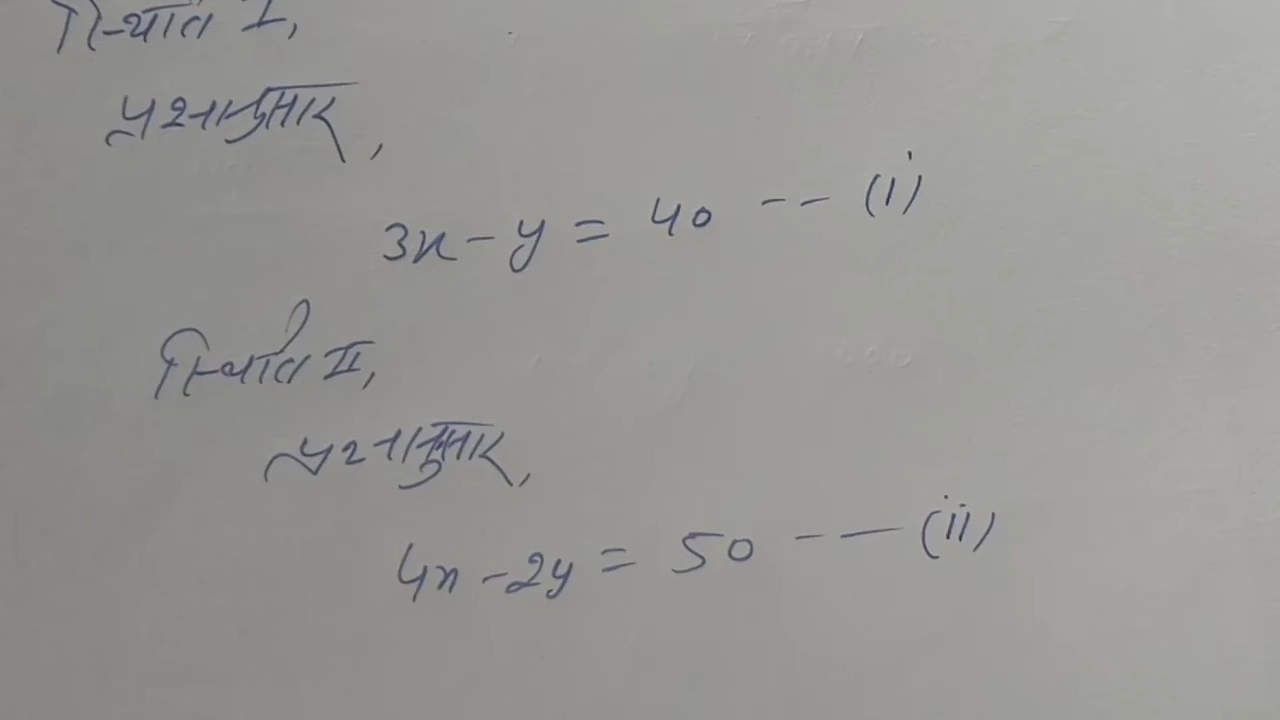 स्थिति I,
प्रश्नानुसार,
3x - y = 40 -- (i)
स्थिति II,
प्रश्नानुसार,
4x - 2y = 50 -- (ii)